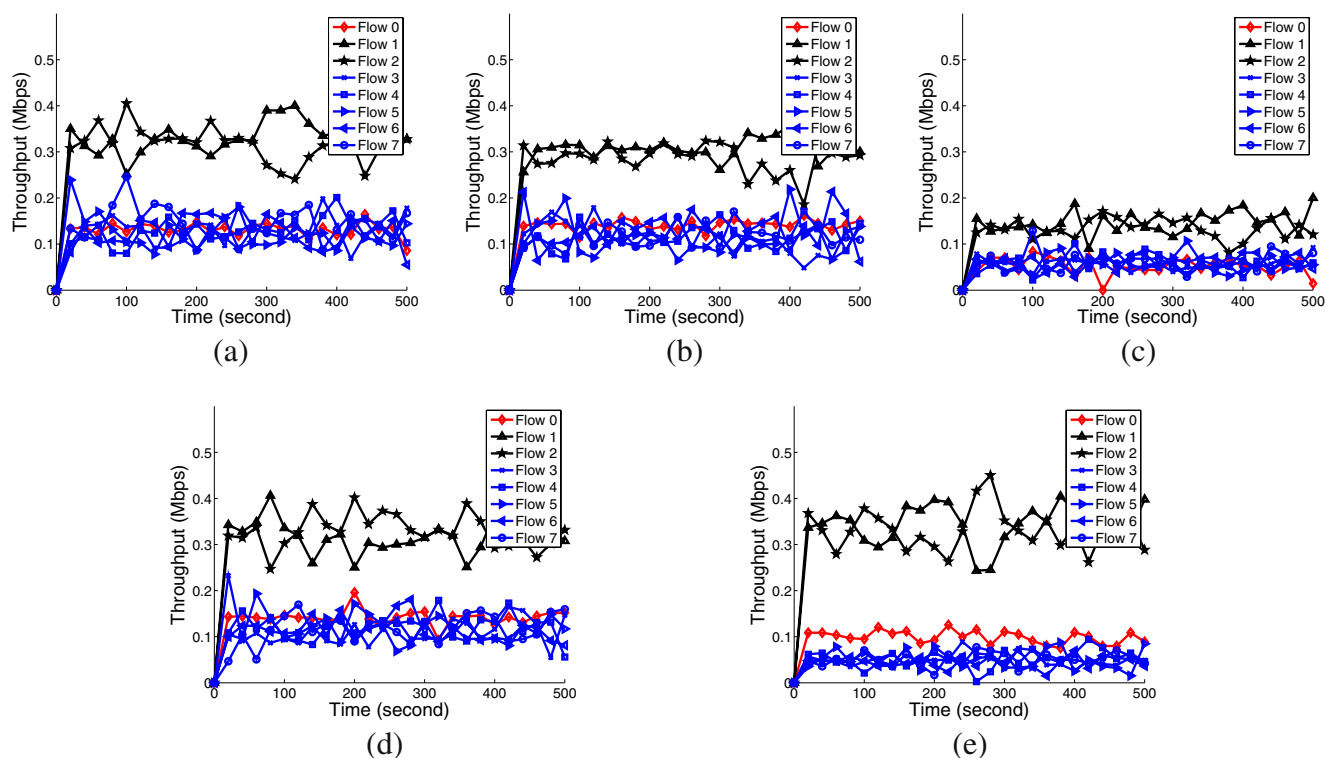 Flow 0
Flow 1
Flow 2
Flow 3
Flow 4
Flow 5
Flow 6
Flow 7
0.5
0.4
0.3
0.2
0.1
0
0 100 200 300 400 500
Throughput (Mbps)
Time (second)
(a)
Flow 0
Flow 1
Flow 2
Flow 3
Flow 4
Flow 5
Flow 6
Flow 7
0.5
0.4
0.3
0.2
0.1
0
0 100 200 300 400 500
Throughput (Mbps)
Time (second)
(b)
Flow 0
Flow 1
Flow 2
Flow 3
Flow 4
Flow 5
Flow 6
Flow 7
0.5
0.4
0.3
0.2
0.1
0
0 100 200 300 400 500
Throughput (Mbps)
Time (second)
(c)
Flow 0
Flow 1
Flow 2
Flow 3
Flow 4
Flow 5
Flow 6
Flow 7
0.5
0.4
0.3
0.2
0.1
0
0 100 200 300 400 500
Throughput (Mbps)
Time (second)
(d)
Flow 0
Flow 1
Flow 2
Flow 3
Flow 4
Flow 5
Flow 6
Flow 7
0.5
0.4
0.3
0.2
0.1
0
0 100 200 300 400 500
Throughput (Mbps)
Time (second)
(e)